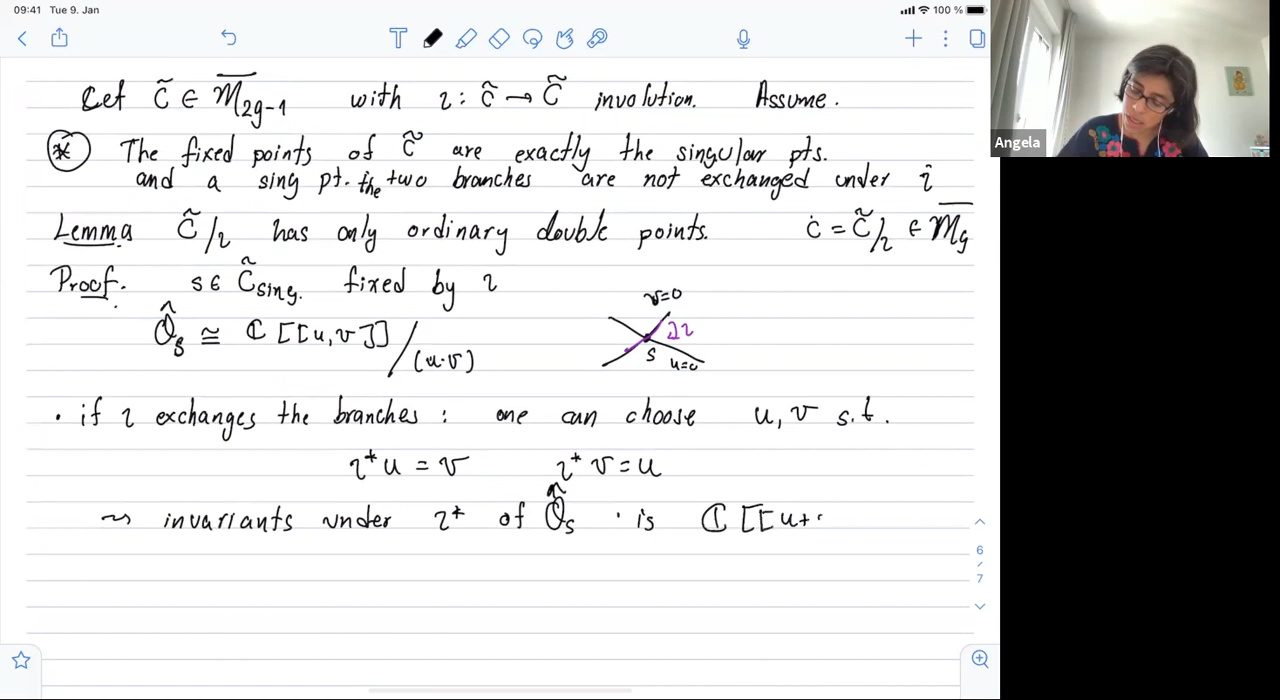 09:41 Tue 9. Jan
100 %
Let C̃ ∈ M̅_{2g-1} with ι: C̃ → C̃ involution. Assume.
(*) The fixed points of C̃ are exactly the singular pts.
and a sing pt. the two branches are not exchanged under i
Lemma C̃/ι has only ordinary double points. C = C̃/ι ∈ M̅_g
Proof. s ∈ C̃_{sing.} fixed by ι
v=0
Ô_s ≅ ℂ[[u,v]]/(u·v)
ι
s
u=0
· if ι exchanges the branches : one can choose u, v s.t.
ι*u = v ι*v = u
⇝ invariants under ι* of Ô_s · is ℂ[[u+
6
/
7
T
Angela